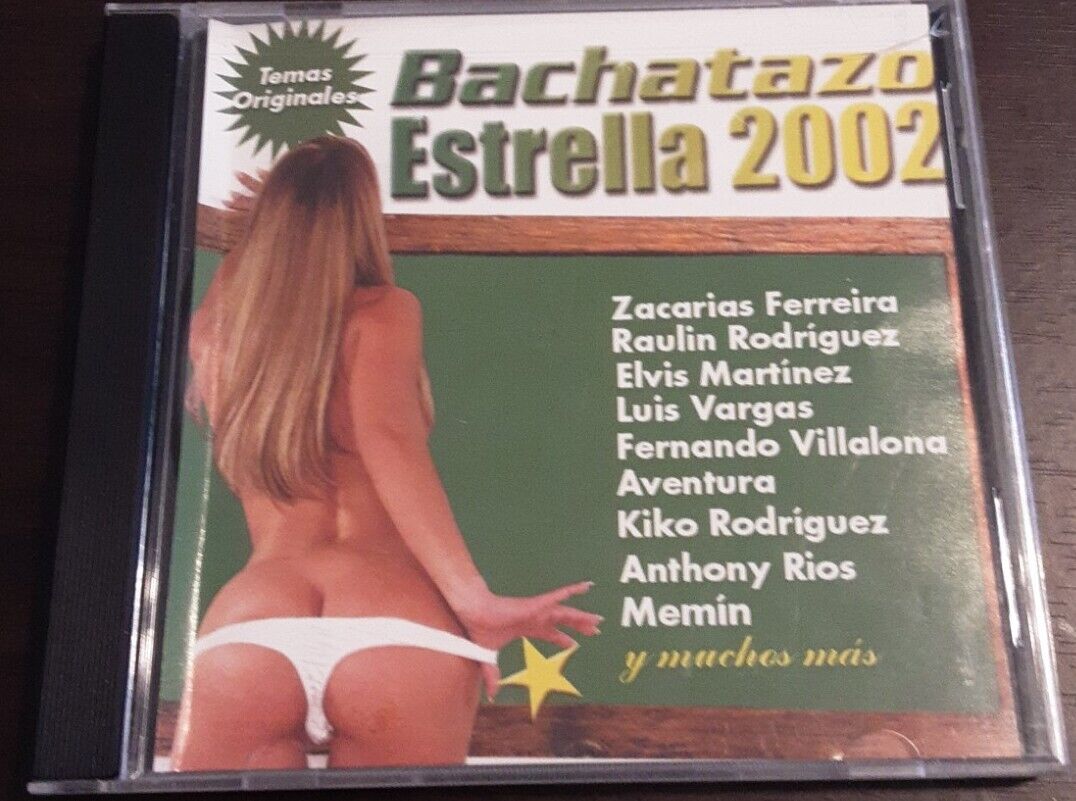 Temas
Originales
Bachatazo
Estrella 2002
Zacarias Ferreira
Raulin Rodríguez
Elvis Martínez
Luis Vargas
Fernando Villalona
Aventura
Kiko Rodríguez
Anthony Rios
Memín
y muchos más